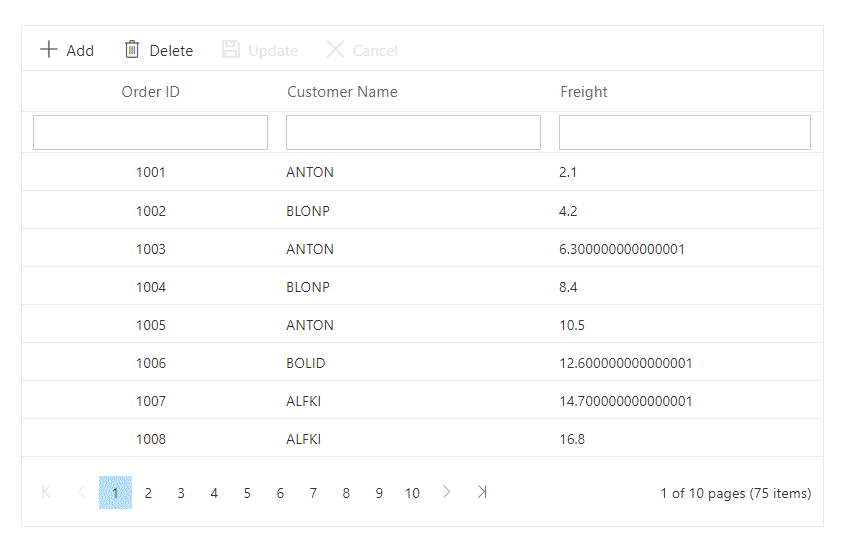 Add Delete Update Cancel
Order ID Customer Name Freight
1001 ANTON 2.1
1002 BLONP 4.2
1003 ANTON 6.300000000000001
1004 BLONP 8.4
1005 ANTON 10.5
1006 BOLID 12.600000000000001
1007 ALFKI 14.700000000000001
1008 ALFKI 16.8
1 2 3 4 5 6 7 8 9 10 1 of 10 pages (75 items)